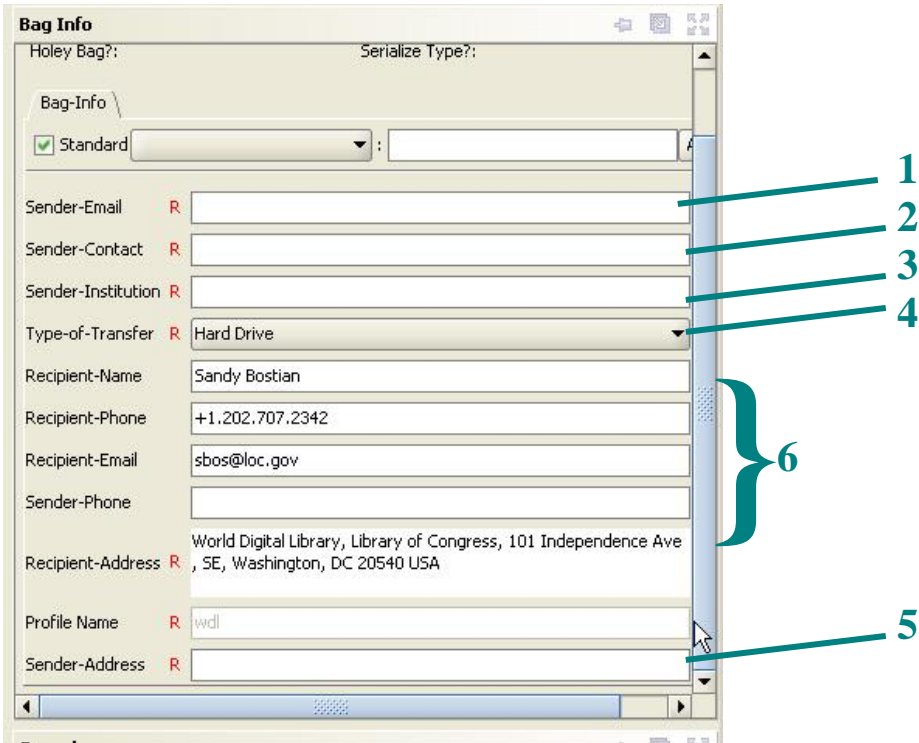 Bag Info
Holey Bag?: Serialize Type?:
Bag-Info
Standard :
Sender-Email R 1
Sender-Contact R 2
Sender-Institution R 3
Type-of-Transfer R Hard Drive 4
Recipient-Name Sandy Bostian
Recipient-Phone +1.202.707.2342
Recipient-Email sbos@loc.gov 6
Sender-Phone
World Digital Library, Library of Congress, 101 Independence Ave
Recipient-Address R , SE, Washington, DC 20540 USA
Profile Name R wdl 5
Sender-Address R